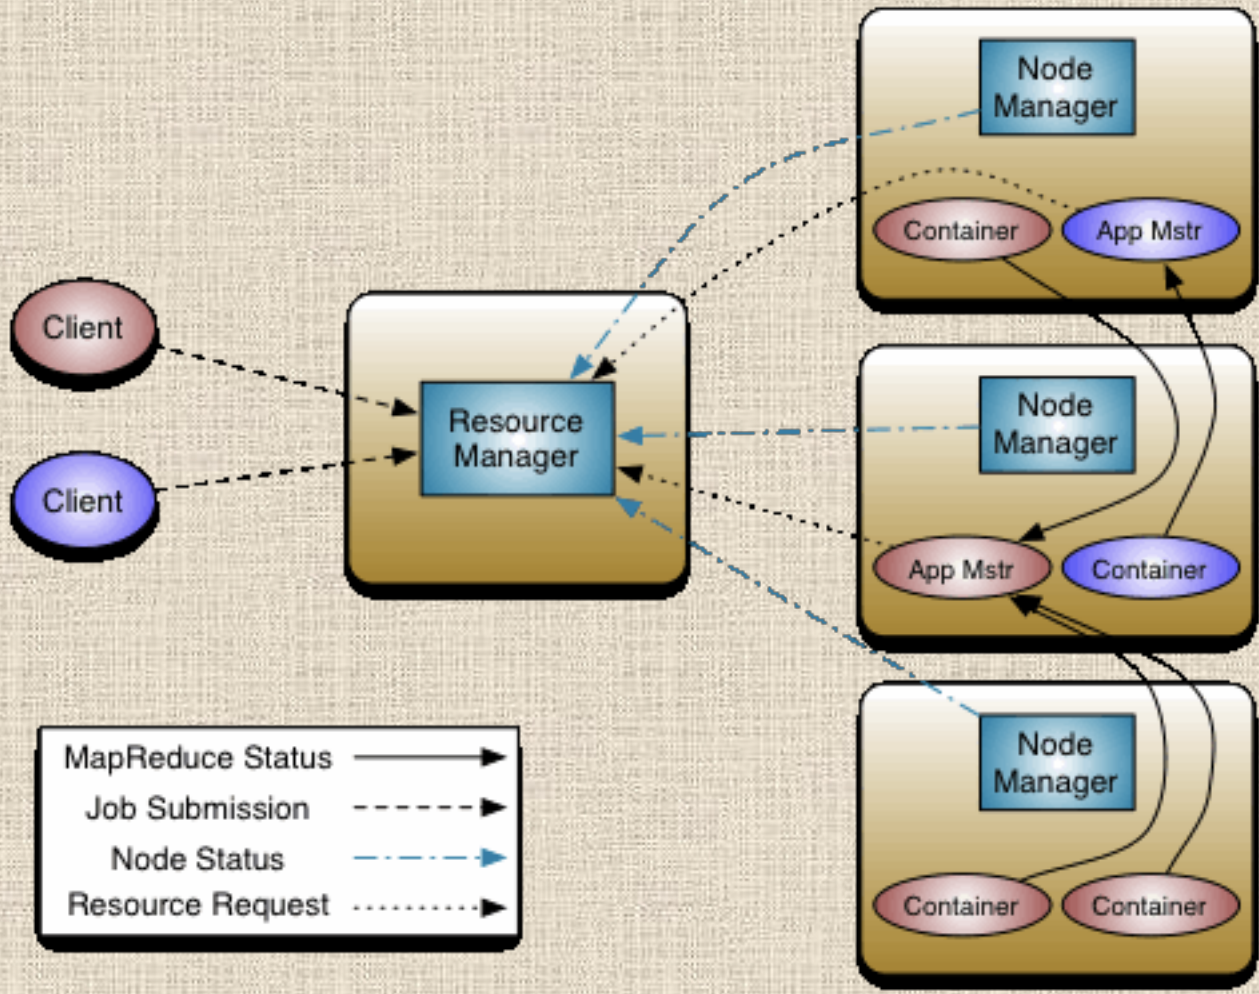 Client
Client
Resource
Manager
Node
Manager
Container
App Mstr
Node
Manager
App Mstr
Container
Node
Manager
Container
Container
MapReduce Status
Job Submission
Node Status
Resource Request